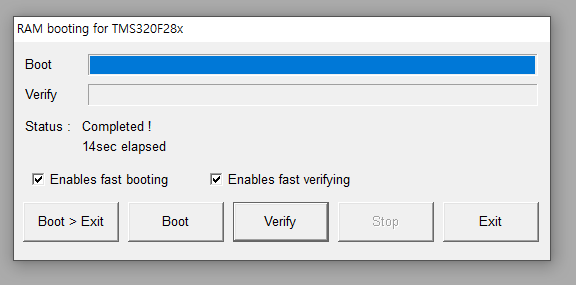 RAM booting for TMS320F28x
Boot
Verify
Status : Completed !
14sec elapsed
Enables fast booting Enables fast verifying
Boot > Exit Boot Verify Stop Exit